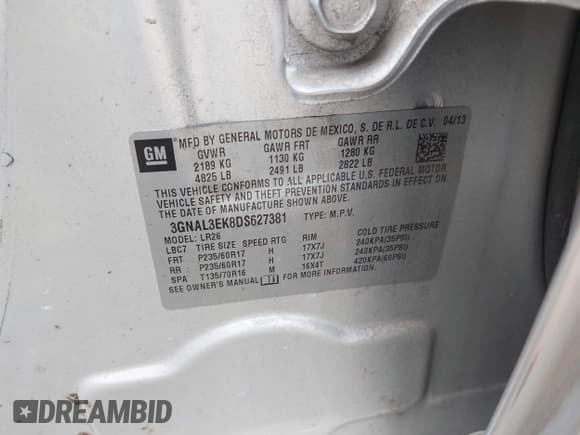 GM
MFD BY GENERAL MOTORS DE MEXICO, S. DE R.L. DE C.V. 04/13
GVWR GAWR FRT GAWR RR
2189 KG 1130 KG 1280 KG
4825 LB 2491 LB 2822 LB
THIS VEHICLE CONFORMS TO ALL APPLICABLE U.S. FEDERAL MOTOR
VEHICLE SAFETY AND THEFT PREVENTION STANDARDS IN EFFECT ON
THE DATE OF MANUFACTURE SHOWN ABOVE.
3GNAL3EK8DS627381 TYPE: M.P.V.
MODEL: LR26
LBC7 TIRE SIZE SPEED RTG RIM COLD TIRE PRESSURE
FRT P235/60R17 H 17X7J 240KPA(35PSI)
RR P235/60R17 H 17X7J 240KPA(35PSI)
SPA T135/70R16 M 16X4T 420KPA(60PSI)
SEE OWNER'S MANUAL FOR MORE INFORMATION.
DREAMBID